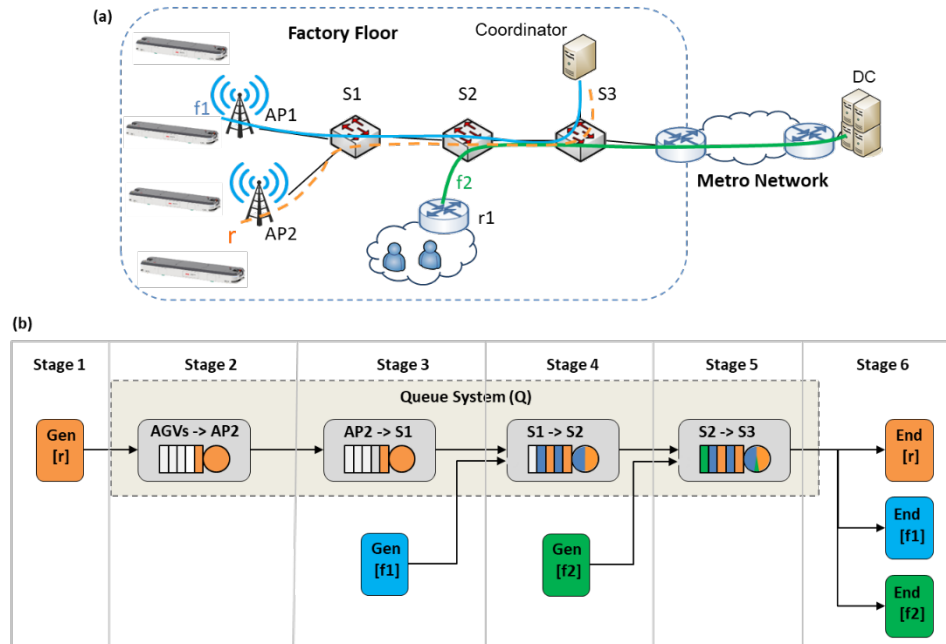 (a)
Factory Floor
Coordinator
DC
f1
AP1
S1
S2
S3
f2
Metro Network
r1
r
AP2
(b)
Stage 1
Stage 2
Stage 3
Stage 4
Stage 5
Stage 6
Queue System (Q)
Gen
[r]
AGVs -> AP2
AP2 -> S1
S1 -> S2
S2 -> S3
End
[r]
Gen
[f1]
Gen
[f2]
End
[f1]
End
[f2]